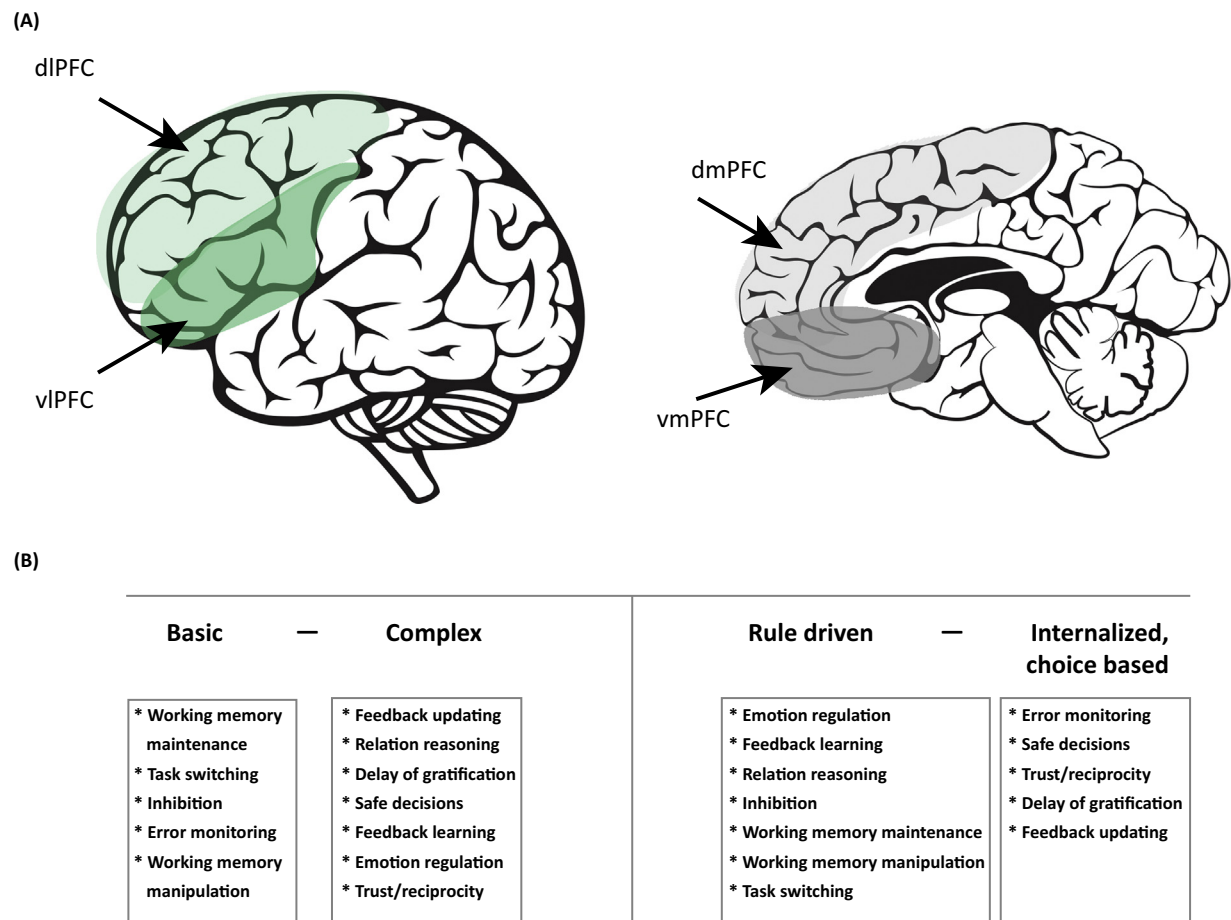 (A)
dlPFC
vlPFC
dmPFC
vmPFC
(B)
Basic — Complex
* Working memory
maintenance
* Task switching
* Inhibition
* Error monitoring
* Working memory
manipulation
* Feedback updating
* Relation reasoning
* Delay of gratification
* Safe decisions
* Feedback learning
* Emotion regulation
* Trust/reciprocity
Rule driven — Internalized,
choice based
* Emotion regulation
* Feedback learning
* Relation reasoning
* Inhibition
* Working memory maintenance
* Working memory manipulation
* Task switching
* Error monitoring
* Safe decisions
* Trust/reciprocity
* Delay of gratification
* Feedback updating